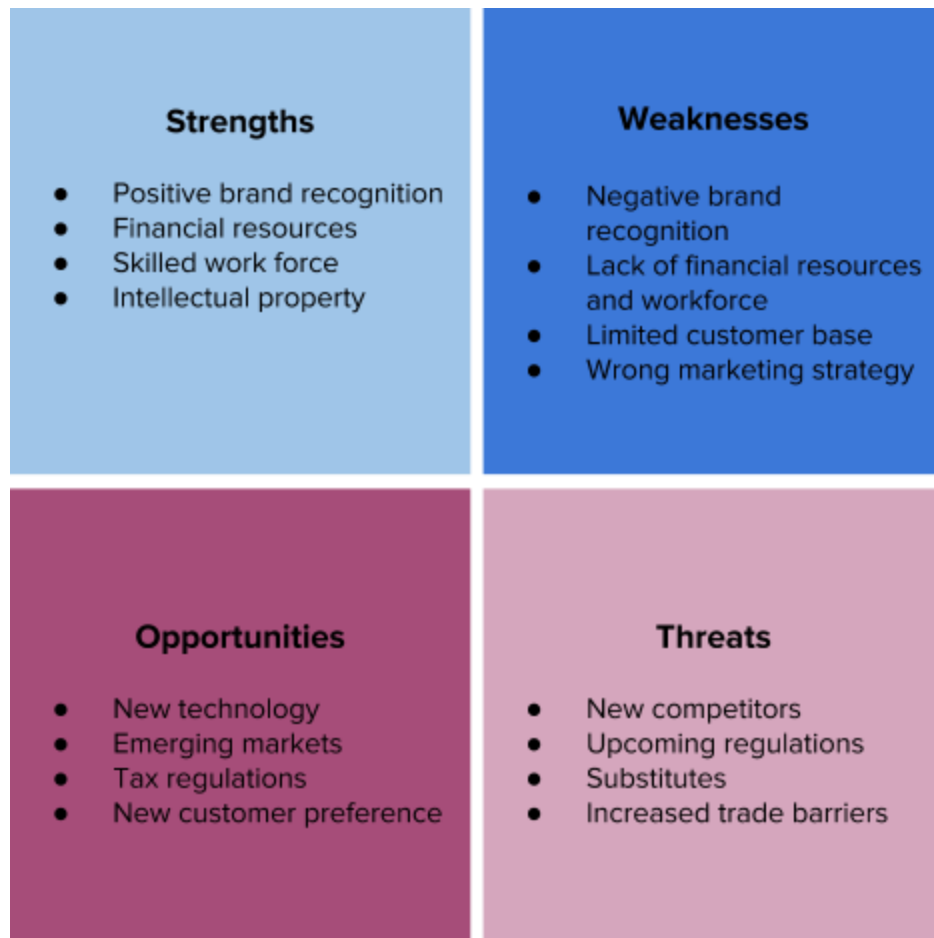 Strengths
● Positive brand recognition
● Financial resources
● Skilled work force
● Intellectual property
Weaknesses
● Negative brand
recognition
● Lack of financial resources
and workforce
● Limited customer base
● Wrong marketing strategy
Opportunities
● New technology
● Emerging markets
● Tax regulations
● New customer preference
Threats
● New competitors
● Upcoming regulations
● Substitutes
● Increased trade barriers